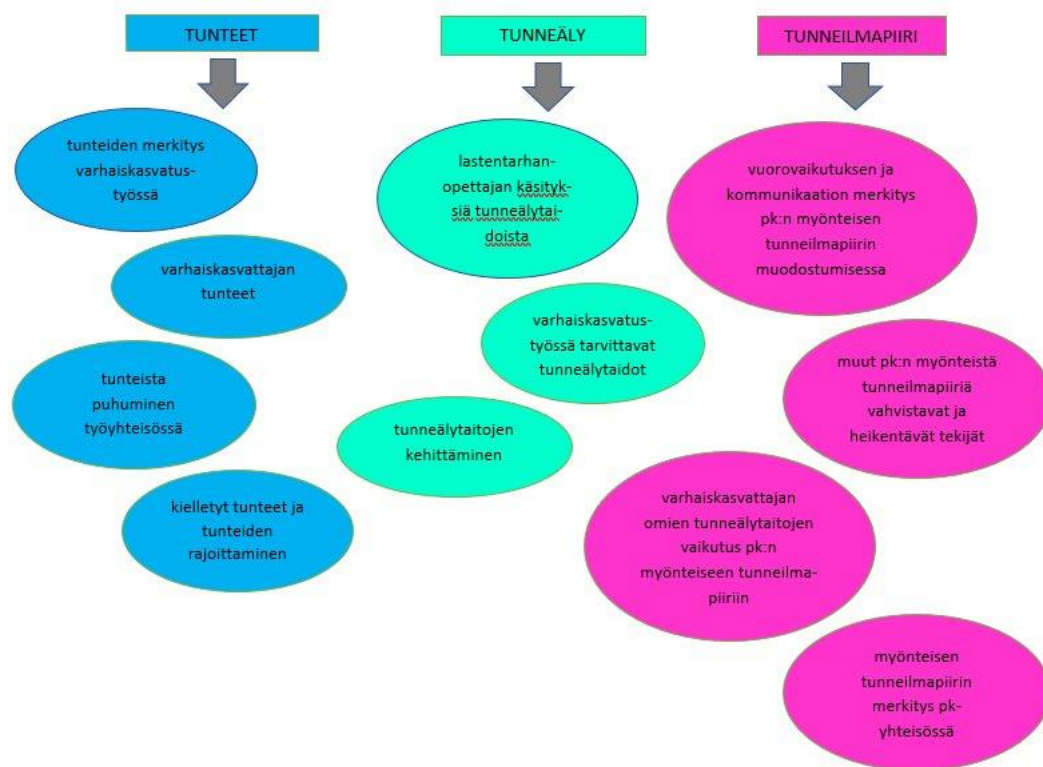 TUNTEET
tunteiden merkitys
varhaiskasvatus-
työssä
varhaiskasvattajan
tunteet
tunteista
puhuminen
työyhteisössä
kielletyt tunteet ja
tunteiden
rajoittaminen
TUNNEÄLY
lastentarhan-
opettajan käsityk-
siä tunneälytai-
doista
varhaiskasvatus-
työssä tarvittavat
tunneälytaidot
tunneälytaitojen
kehittäminen
TUNNEILMAPIIRI
vuorovaikutuksen ja
kommunikaation merkitys
pk:n myönteisen
tunneilmapiirin
muodostumisessa
muut pk:n myönteistä
tunneilmapiiriä
vahvistavat ja
heikentävät tekijät
varhaiskasvattajan
omien tunneälytaitojen
vaikutus pk:n
myönteiseen tunneilma-
piiriin
myönteisen
tunneilmapiirin
merkitys pk-
yhteisössä